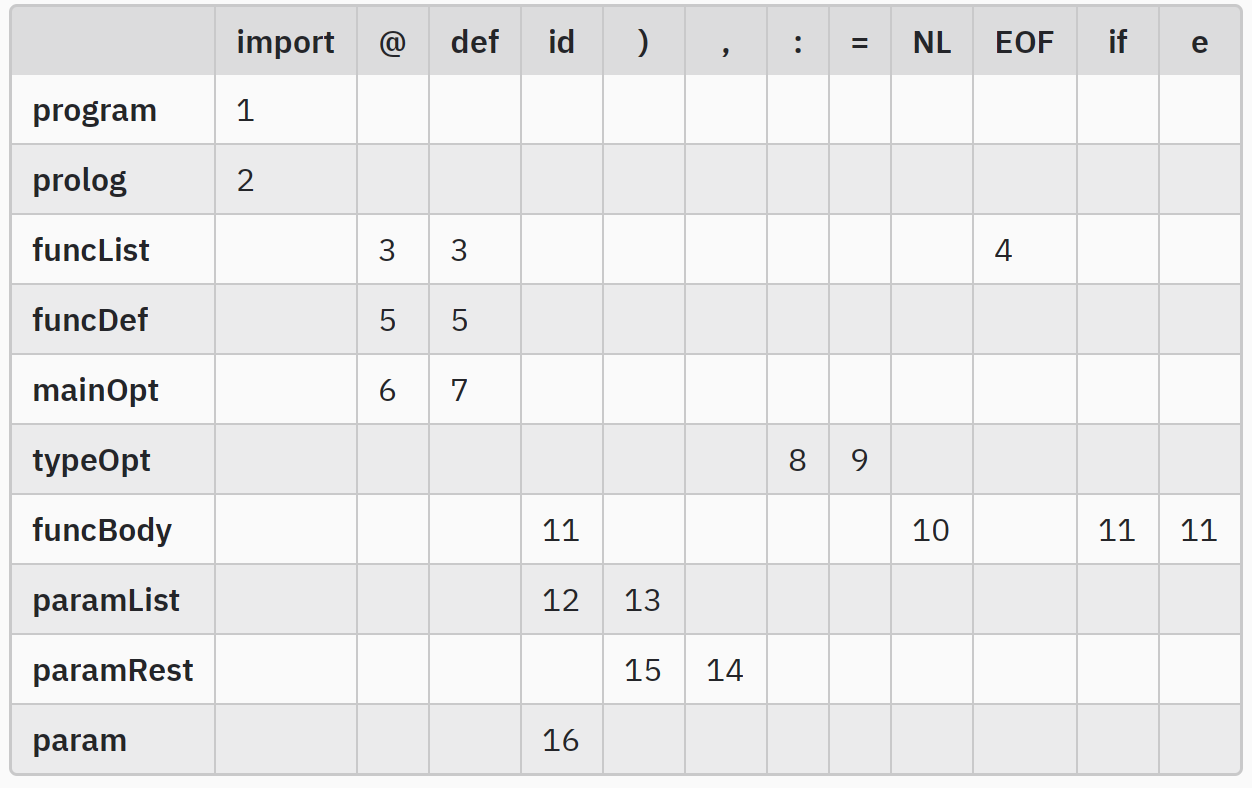 import @ def id ) , : = NL EOF if e
program 1
prolog 2
funcList 3 3 4
funcDef 5 5
mainOpt 6 7
typeOpt 8 9
funcBody 11 10 11 11
paramList 12 13
paramRest 15 14
param 16